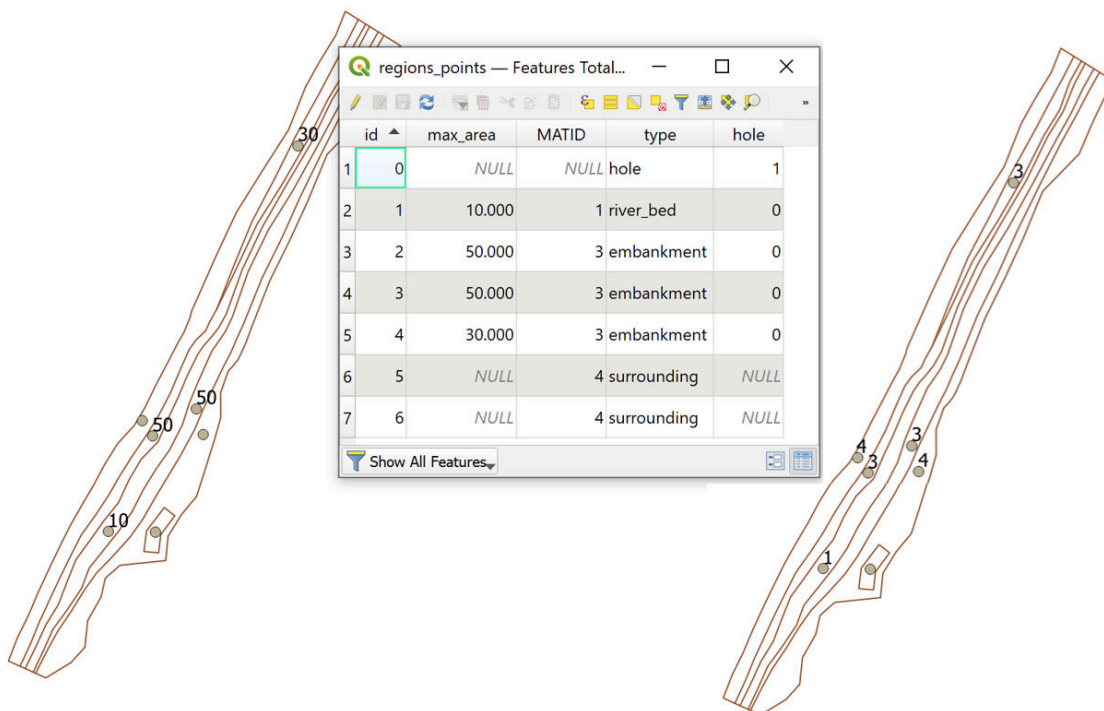 regions_points — Features Total...
»
id max_area MATID type hole
1 0 NULL NULL hole 1
2 1 10.000 1 river_bed 0
3 2 50.000 3 embankment 0
4 3 50.000 3 embankment 0
5 4 30.000 3 embankment 0
6 5 NULL 4 surrounding NULL
7 6 NULL 4 surrounding NULL
Show All Features
30
50
50
10
3
3
4
3
4
1